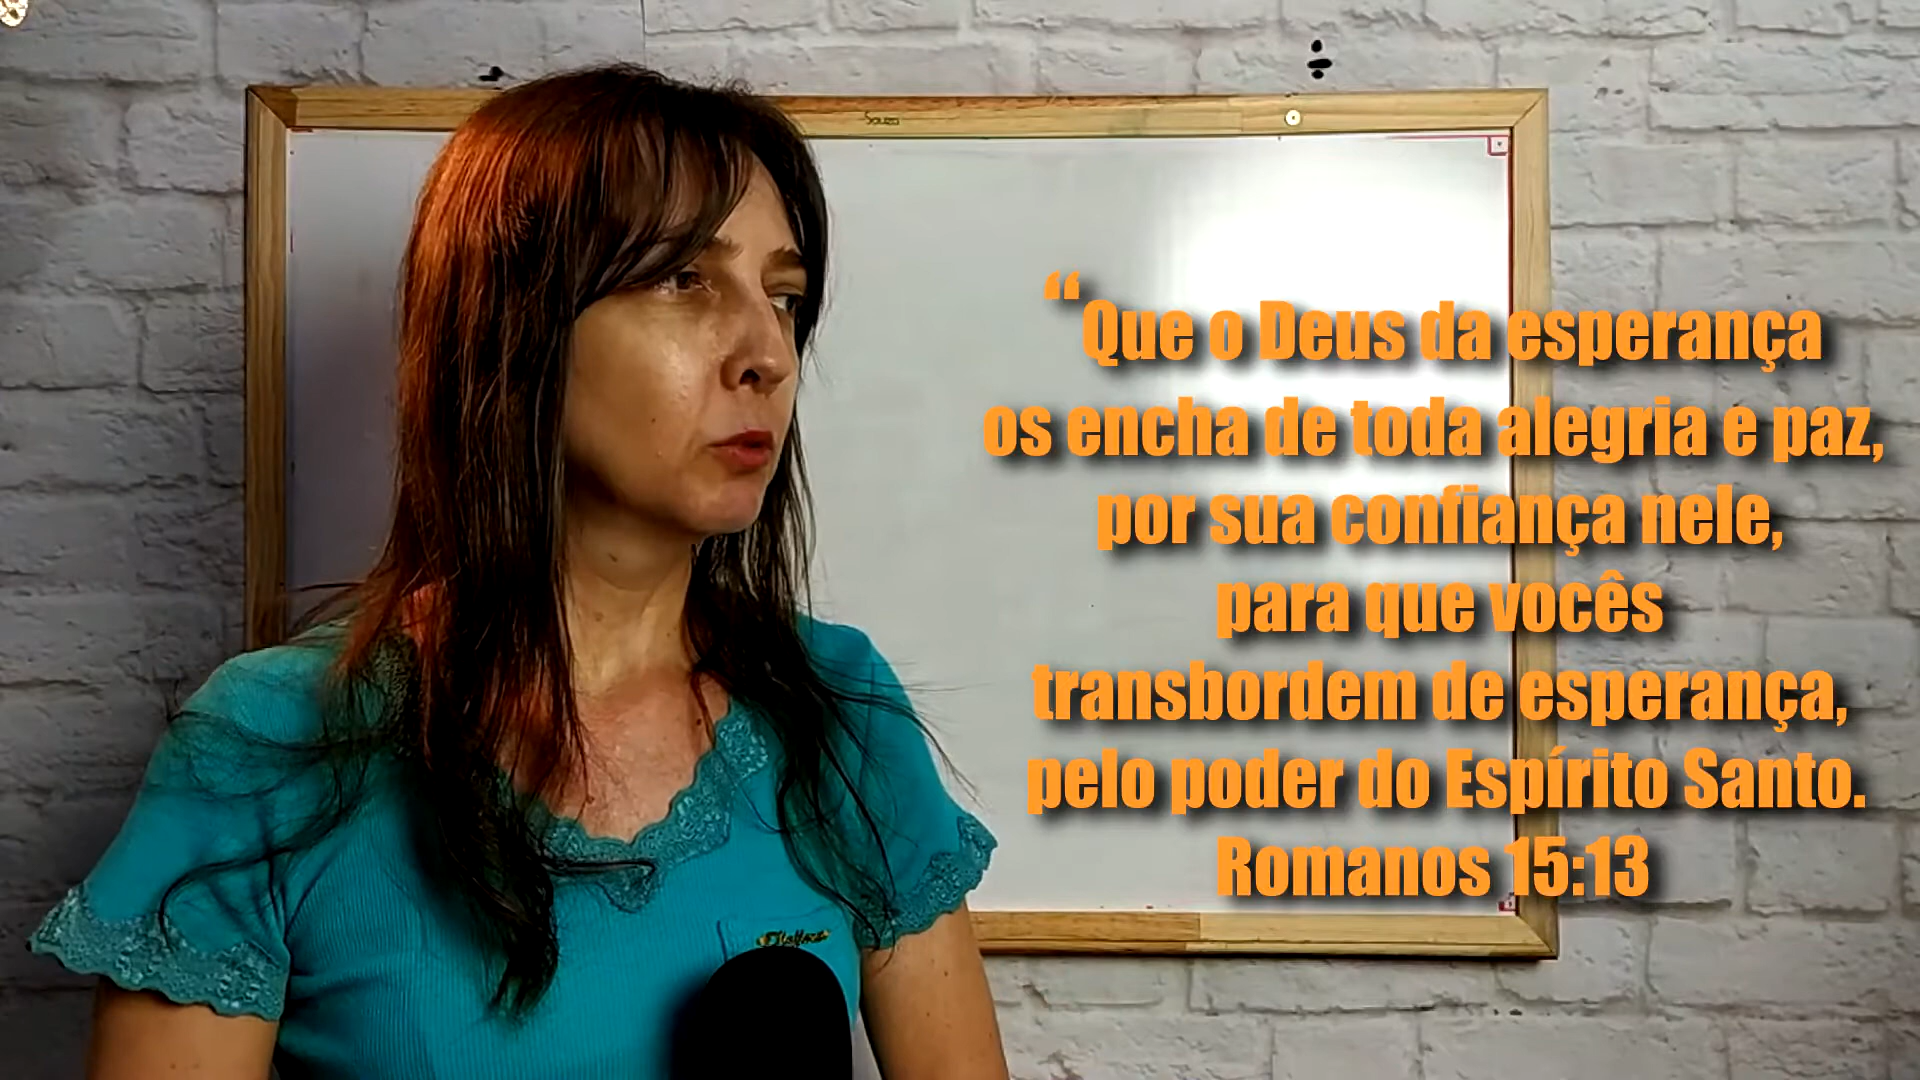 Souza
“Que o Deus da esperança
os encha de toda alegria e paz,
por sua confiança nele,
para que vocês
transbordem de esperança,
pelo poder do Espírito Santo.
Romanos 15:13